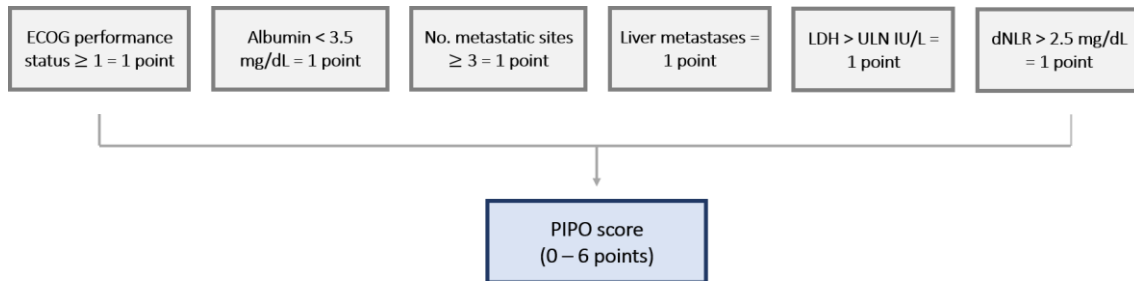 ECOG performance
status ≥ 1 = 1 point
Albumin < 3.5
mg/dL = 1 point
No. metastatic sites
≥ 3 = 1 point
Liver metastases =
1 point
LDH > ULN IU/L =
1 point
dNLR > 2.5 mg/dL
= 1 point
PIPO score
(0 – 6 points)